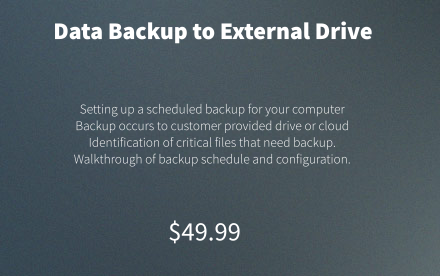 Data Backup to External Drive
Setting up a scheduled backup for your computer
Backup occurs to customer provided drive or cloud
Identification of critical files that need backup.
Walkthrough of backup schedule and configuration.
$49.99